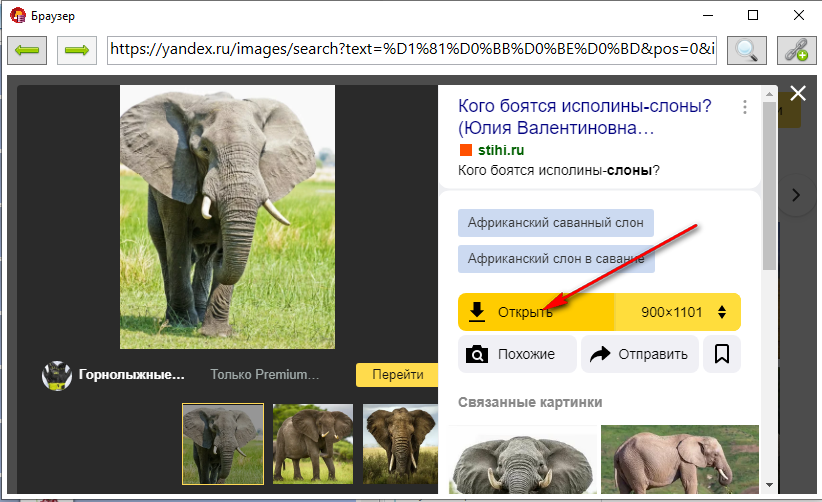 Браузер
https://yandex.ru/images/search?text=%D1%81%D0%BB%D0%BE%D0%BD&pos=0&i
Кого боятся исполины-слоны?
(Юлия Валентиновна…
stihi.ru
Кого боятся исполины-слоны?
Африканский саванный слон
Африканский слон в саванне
Открыть
900×1101
Похожие
Отправить
Горнолыжные…
Только Premium…
Перейти
Связанные картинки